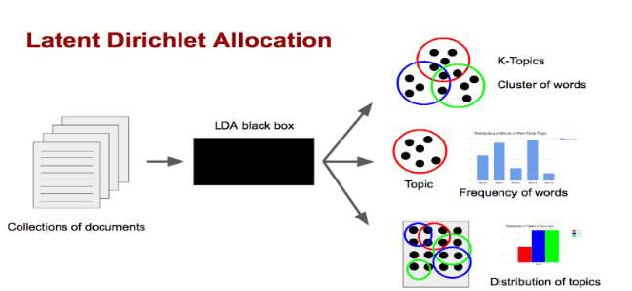 Latent Dirichlet Allocation
K-Topics
Cluster of words
LDA black box
Topic
Frequency of words
Collections of documents
Distribution of topics